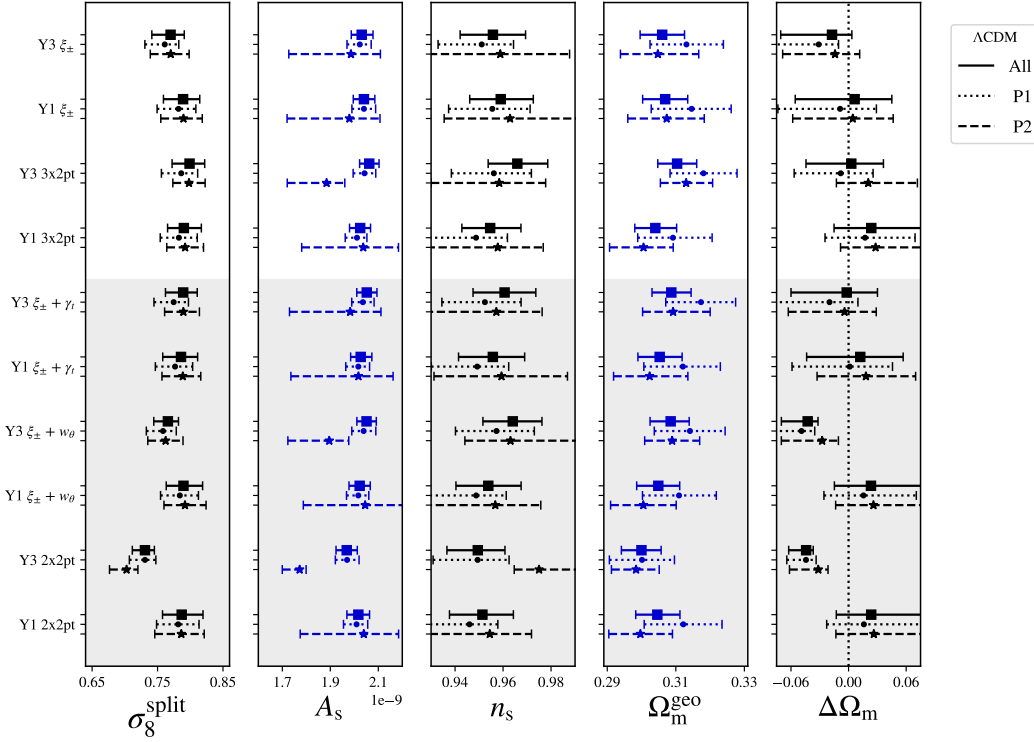 Y3 ξ±
Y1 ξ±
Y3 3x2pt
Y1 3x2pt
Y3 ξ± + γt
Y1 ξ± + γt
Y3 ξ± + wθ
Y1 ξ± + wθ
Y3 2x2pt
Y1 2x2pt
0.65 0.75 0.85
σ8split
1.7 1.9 2.1
1e−9
As
0.94 0.96 0.98
ns
0.29 0.31 0.33
Ωmgeo
−0.06 0.00 0.06
ΔΩm
ΛCDM
All
P1
P2